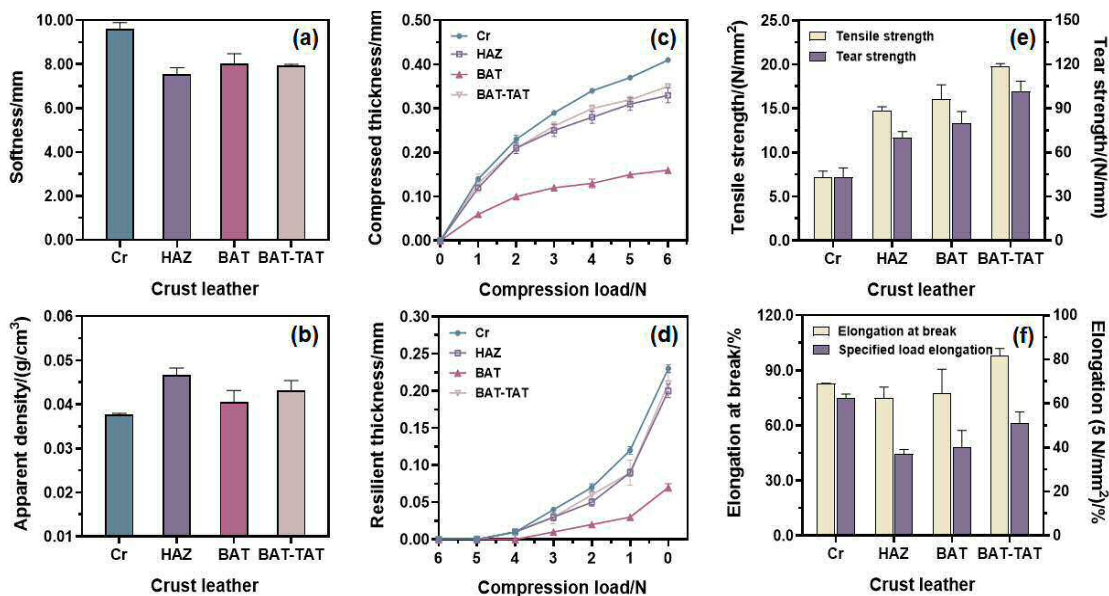 (a)
10.00
8.00
6.00
4.00
2.00
0.00
Softness/mm
Cr HAZ BAT BAT-TAT
Crust leather
(c)
Cr
HAZ
BAT
BAT-TAT
0.50
0.40
0.30
0.20
0.10
0.00
Compressed thickness/mm
0 1 2 3 4 5 6
Compression load/N
(e)
Tensile strength
Tear strength
25.0
20.0
15.0
10.0
5.0
0.0
Tensile strength/(N/mm²)
150
120
90
60
30
0
Tear strength/(N/mm)
Cr HAZ BAT BAT-TAT
Crust leather
(b)
0.06
0.05
0.04
0.03
0.02
0.01
Apparent density/(g/cm³)
Cr HAZ BAT BAT-TAT
Crust leather
(d)
Cr
HAZ
BAT
BAT-TAT
0.30
0.25
0.20
0.15
0.10
0.05
0.00
Resilient thickness/mm
6 5 4 3 2 1 0
Compression load/N
(f)
Elongation at break
Specified load elongation
120.0
90.0
60.0
30.0
0.0
Elongation at break/%
100
80
60
40
20
0
Elongation (5 N/mm²)/%
Cr HAZ BAT BAT-TAT
Crust leather